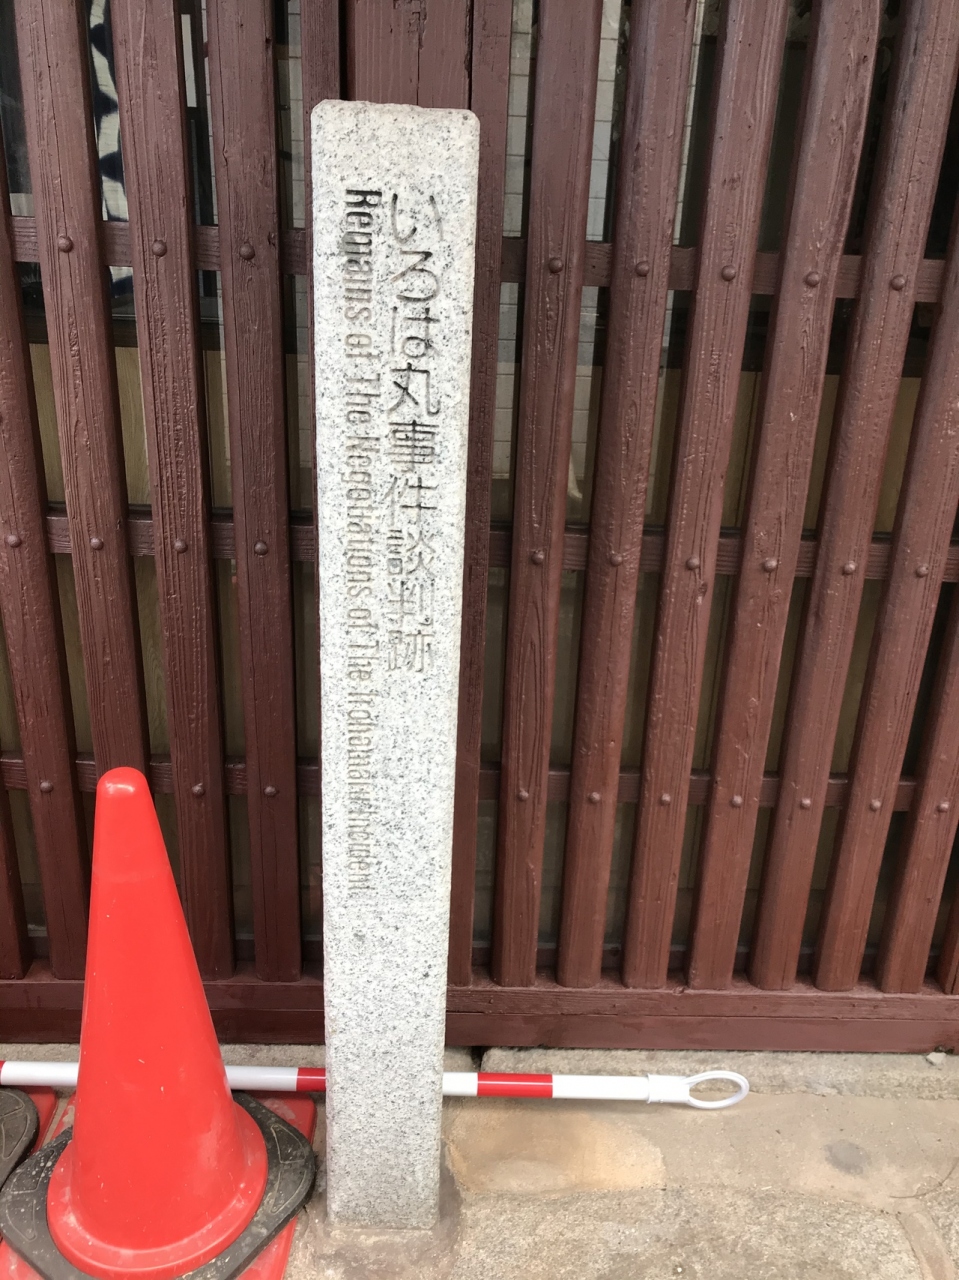 いろは丸事件談判跡
Remains of The Negotiations of The Irohamaru Incident